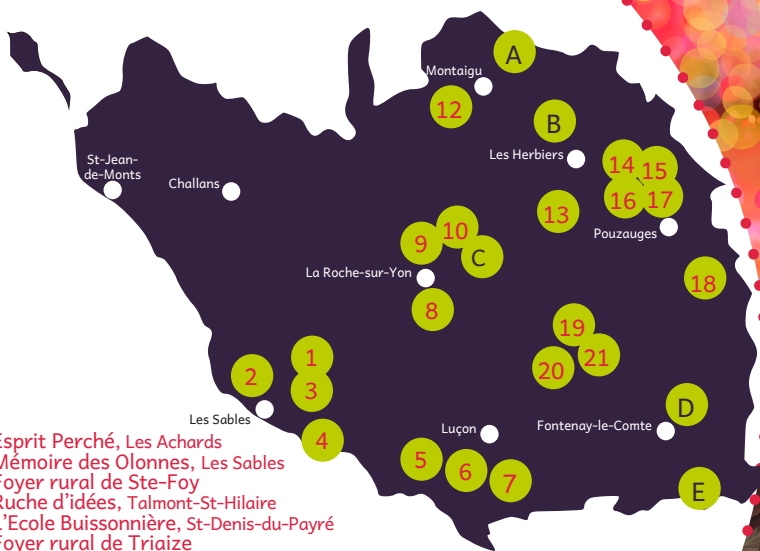 A
Montaigu
12
B
Les Herbiers
St-Jean-
de-Monts
Challans
14
15
16
17
13
Pouzauges
10
9
C
La Roche-sur-Yon
18
8
19
1
21
2
20
3
Les Sables
D
4
Luçon
Fontenay-le-Comte
5
6
7
E
Esprit Perché, Les Achards
Mémoire des Olonnes, Les Sables
Foyer rural de Ste-Foy
Ruche d'idées, Talmont-St-Hilaire
L'Ecole Buissonnière, St-Denis-du-Payré
Foyer rural de Triaize